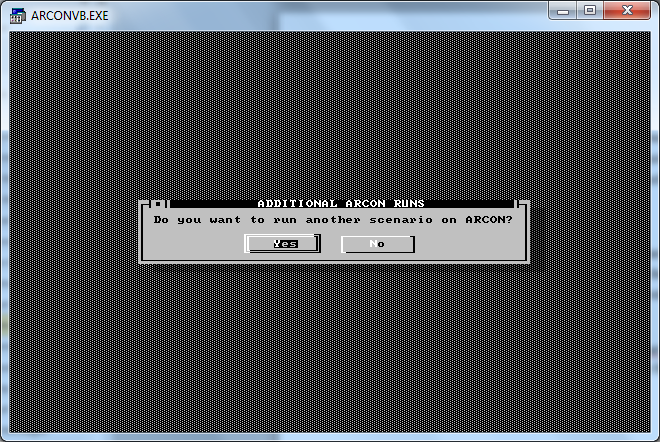 ARCONVB.EXE
ADDITIONAL ARCON RUNS
Do you want to run another scenario on ARCON?
Yes No